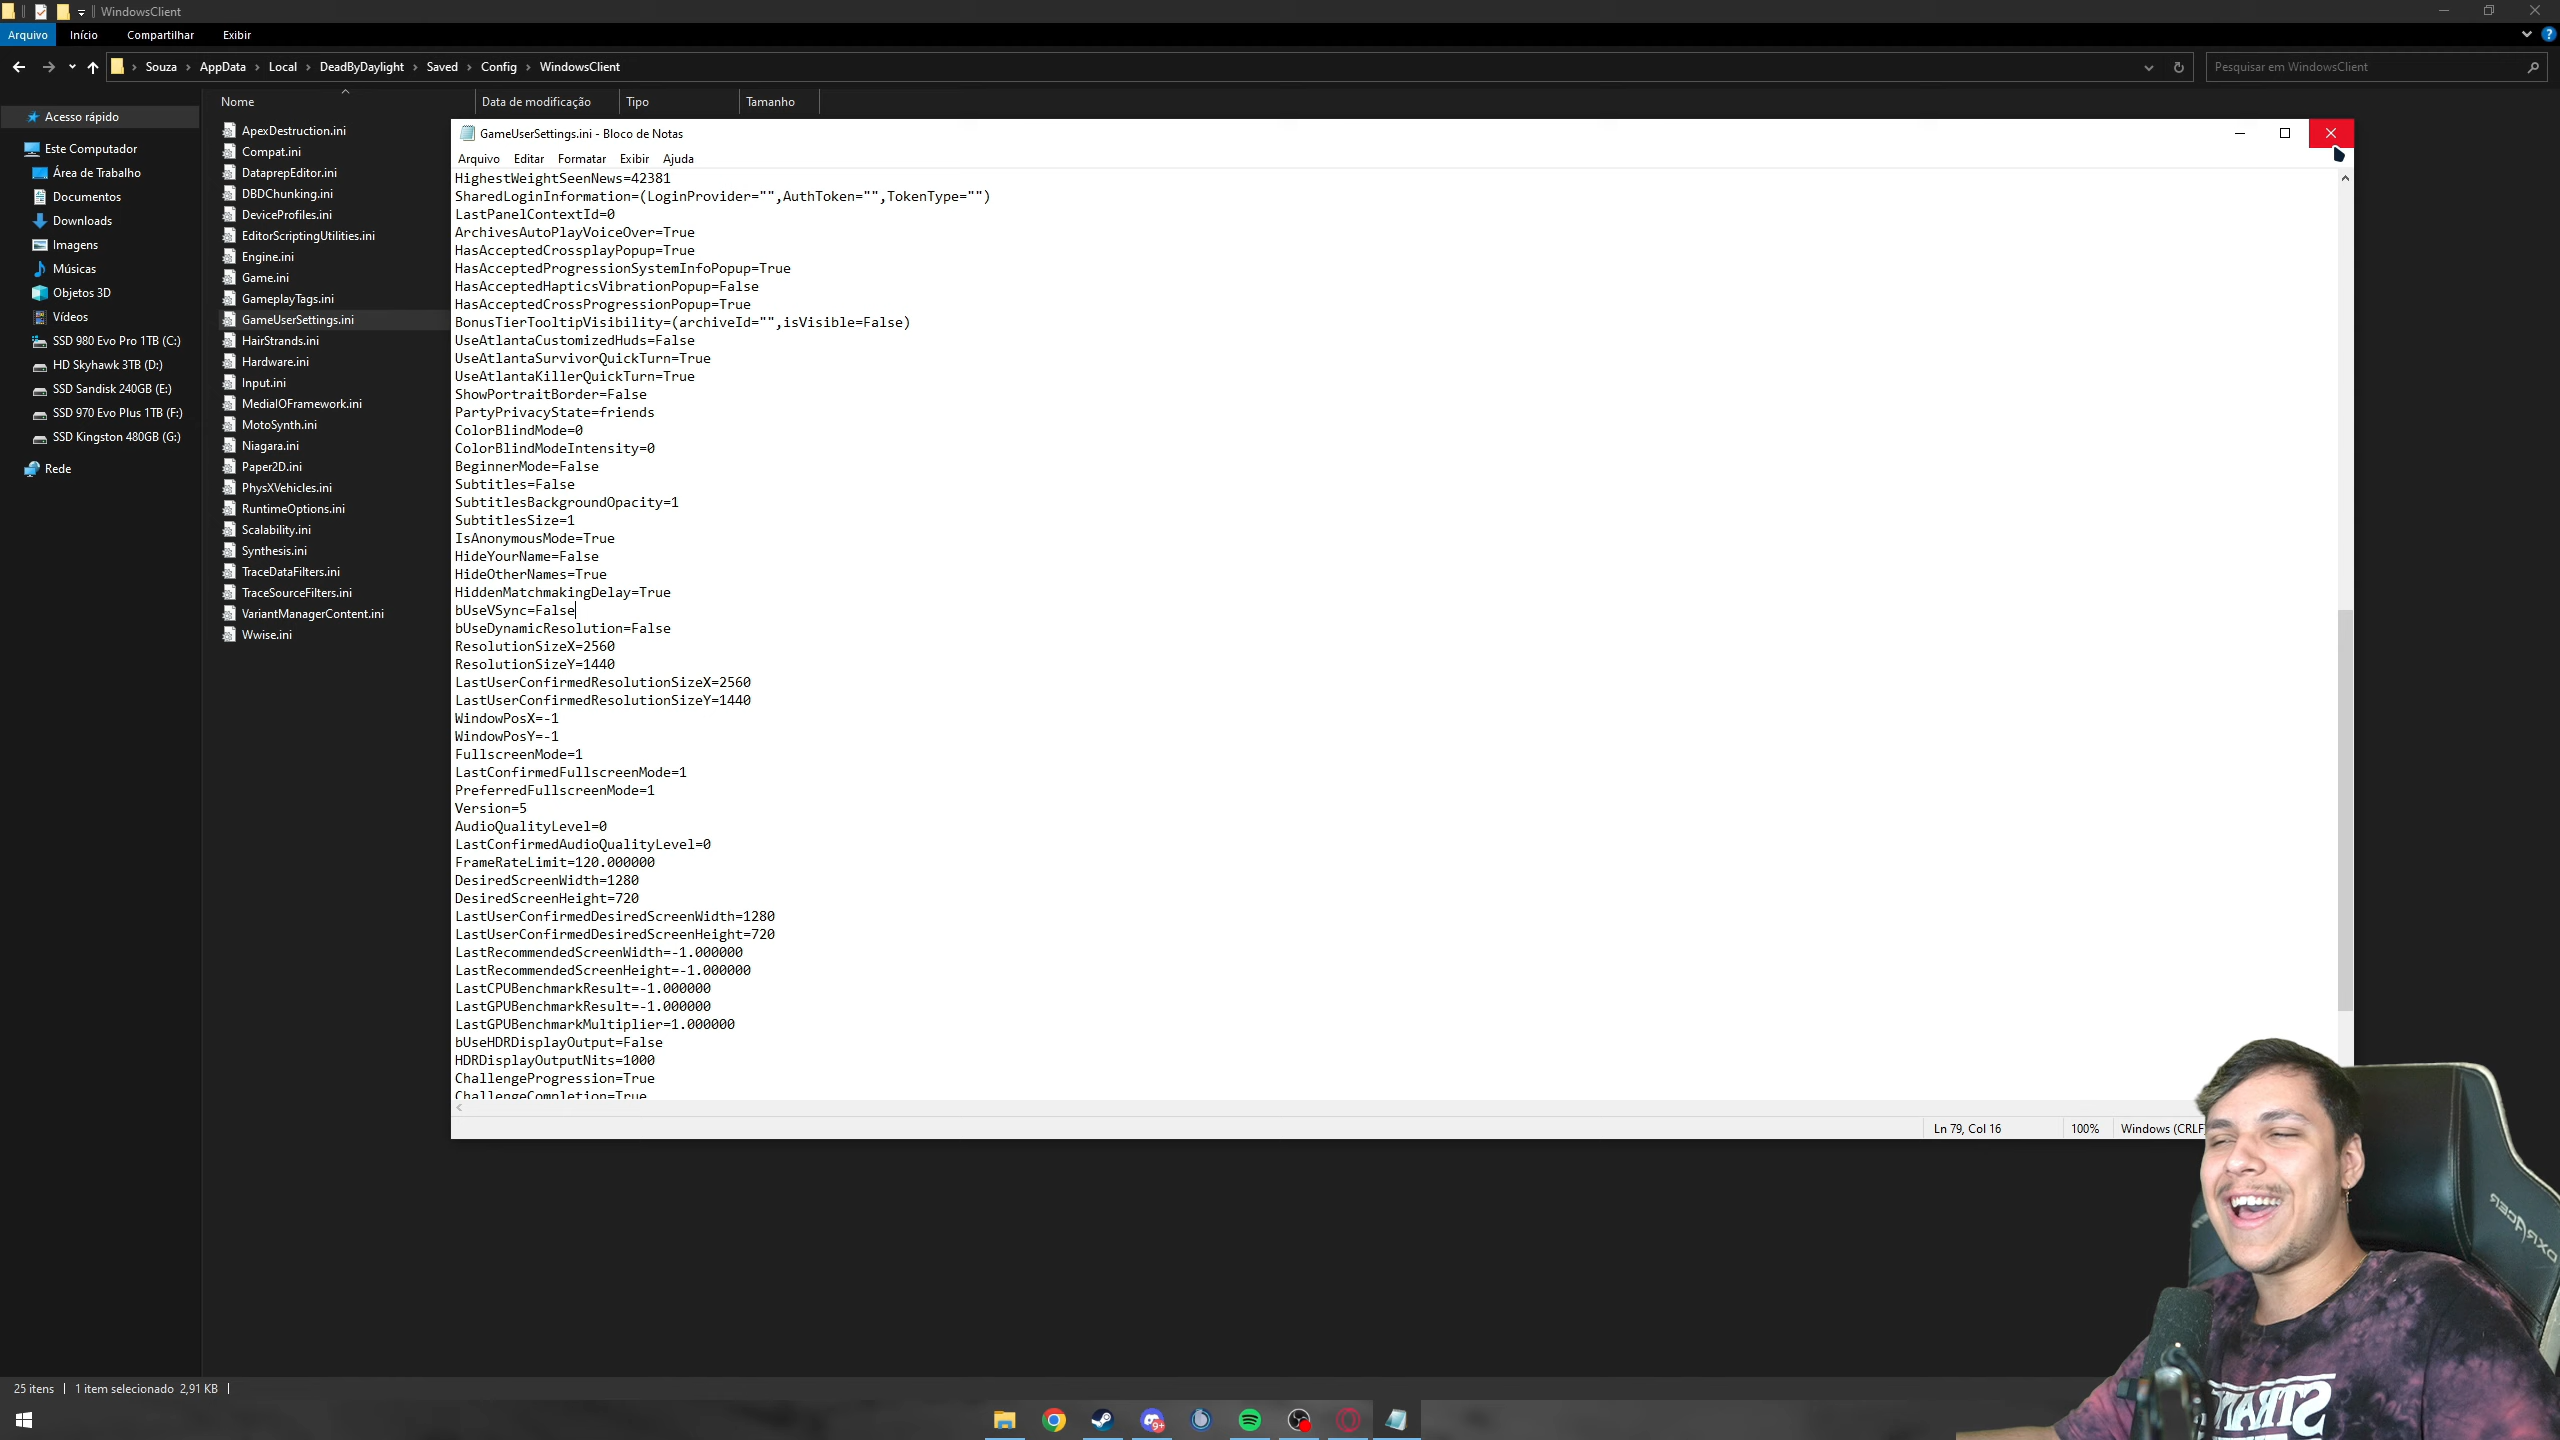 WindowsClient
Arquivo Início Compartilhar Exibir
Souza AppData Local DeadByDaylight Saved Config WindowsClient
Pesquisar em WindowsClient
Acesso rápido
Este Computador
Área de Trabalho
Documentos
Downloads
Imagens
Músicas
Objetos 3D
Vídeos
SSD 980 Evo Pro 1TB (C:)
HD Skyhawk 3TB (D:)
SSD Sandisk 240GB (E:)
SSD 970 Evo Plus 1TB (F:)
SSD Kingston 480GB (G:)
Rede
Nome Data de modificação Tipo Tamanho
ApexDestruction.ini
Compat.ini
DataprepEditor.ini
DBDChunking.ini
DeviceProfiles.ini
EditorScriptingUtilities.ini
Engine.ini
Game.ini
GameplayTags.ini
GameUserSettings.ini
HairStrands.ini
Hardware.ini
Input.ini
MediaIOFramework.ini
MotoSynth.ini
Niagara.ini
Paper2D.ini
PhysXVehicles.ini
RuntimeOptions.ini
Scalability.ini
Synthesis.ini
TraceDataFilters.ini
TraceSourceFilters.ini
VariantManagerContent.ini
Wwise.ini
GameUserSettings.ini - Bloco de Notas
Arquivo Editar Formatar Exibir Ajuda
HighestWeightSeenNews=42381
SharedLoginInformation=(LoginProvider="",AuthToken="",TokenType="")
LastPanelContextId=0
ArchivesAutoPlayVoiceOver=True
HasAcceptedCrossplayPopup=True
HasAcceptedProgressionSystemInfoPopup=True
HasAcceptedHapticsVibrationPopup=False
HasAcceptedCrossProgressionPopup=True
BonusTierTooltipVisibility=(archiveId="",isVisible=False)
UseAtlantaCustomizedHuds=False
UseAtlantaSurvivorQuickTurn=True
UseAtlantaKillerQuickTurn=True
ShowPortraitBorder=False
PartyPrivacyState=friends
ColorBlindMode=0
ColorBlindModeIntensity=0
BeginnerMode=False
Subtitles=False
SubtitlesBackgroundOpacity=1
SubtitlesSize=1
IsAnonymousMode=True
HideYourName=False
HideOtherNames=True
HiddenMatchmakingDelay=True
bUseVSync=False
bUseDynamicResolution=False
ResolutionSizeX=2560
ResolutionSizeY=1440
LastUserConfirmedResolutionSizeX=2560
LastUserConfirmedResolutionSizeY=1440
WindowPosX=-1
WindowPosY=-1
FullscreenMode=1
LastConfirmedFullscreenMode=1
PreferredFullscreenMode=1
Version=5
AudioQualityLevel=0
LastConfirmedAudioQualityLevel=0
FrameRateLimit=120.000000
DesiredScreenWidth=1280
DesiredScreenHeight=720
LastUserConfirmedDesiredScreenWidth=1280
LastUserConfirmedDesiredScreenHeight=720
LastRecommendedScreenWidth=-1.000000
LastRecommendedScreenHeight=-1.000000
LastCPUBenchmarkResult=-1.000000
LastGPUBenchmarkResult=-1.000000
LastGPUBenchmarkMultiplier=1.000000
bUseHDRDisplayOutput=False
HDRDisplayOutputNits=1000
ChallengeProgression=True
ChallengeCompletion=True
Ln 79, Col 16 100% Windows (CRLF
DXRACER
25 itens 1 item selecionado 2,91 KB
9+